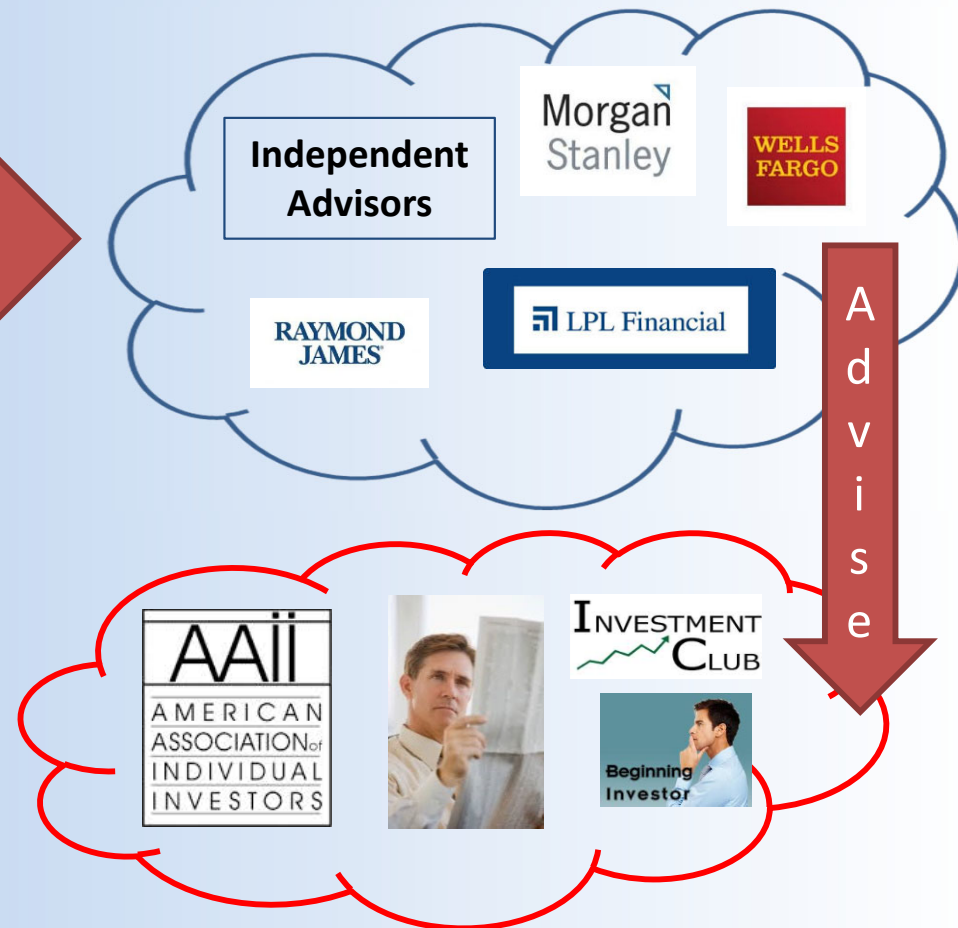 Independent
Advisors
Morgan
Stanley
WELLS
FARGO
RAYMOND
JAMES®
LPL Financial
A
d
v
i
s
e
AAii
AMERICAN
ASSOCIATION of
INDIVIDUAL
INVESTORS
INVESTMENT
CLUB
Beginning
Investor